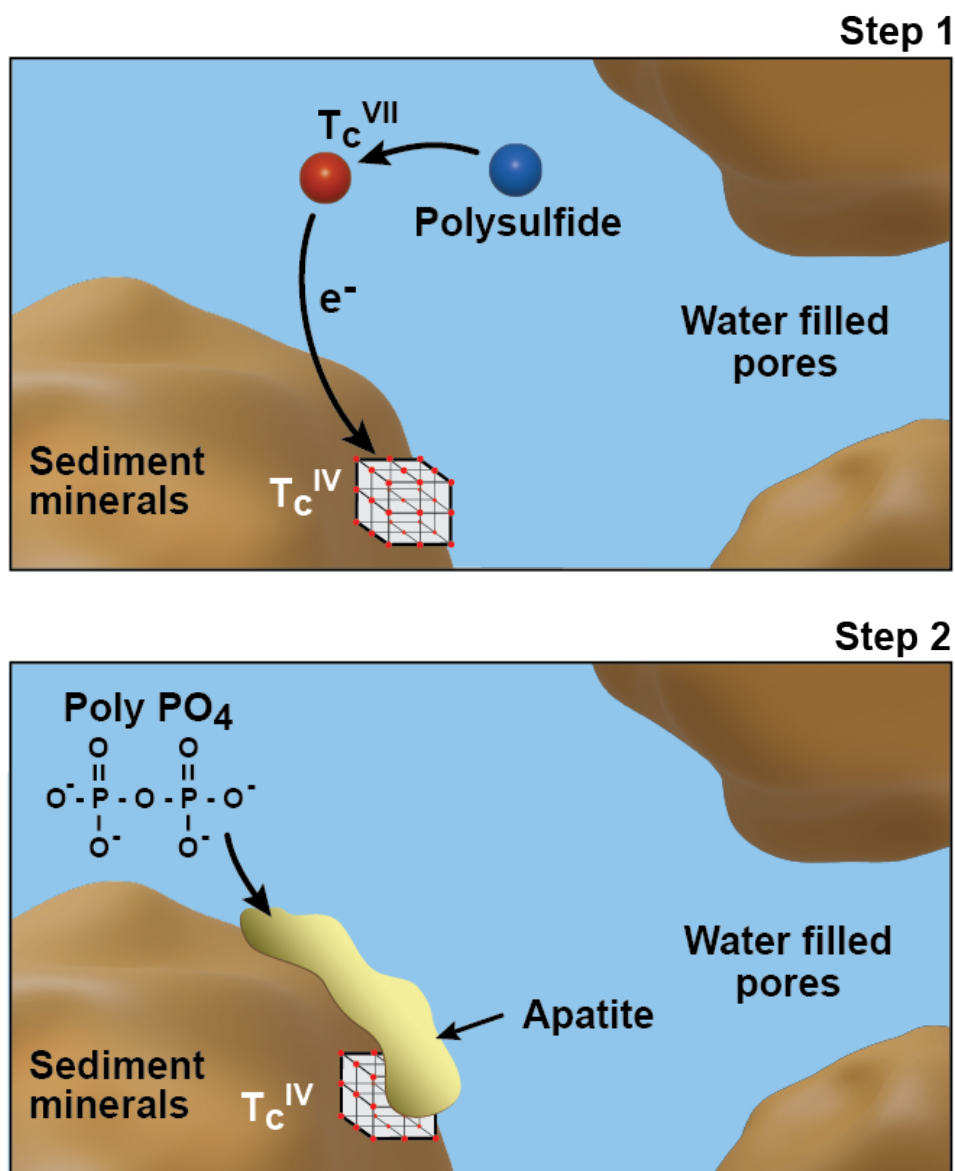 Step 1
Tc^VII
Polysulfide
e-
Water filled
pores
Sediment
minerals
Tc^IV
Step 2
Poly PO4
O O
O- - P - O - P - O-
O- O-
Water filled
pores
Apatite
Sediment
minerals
Tc^IV